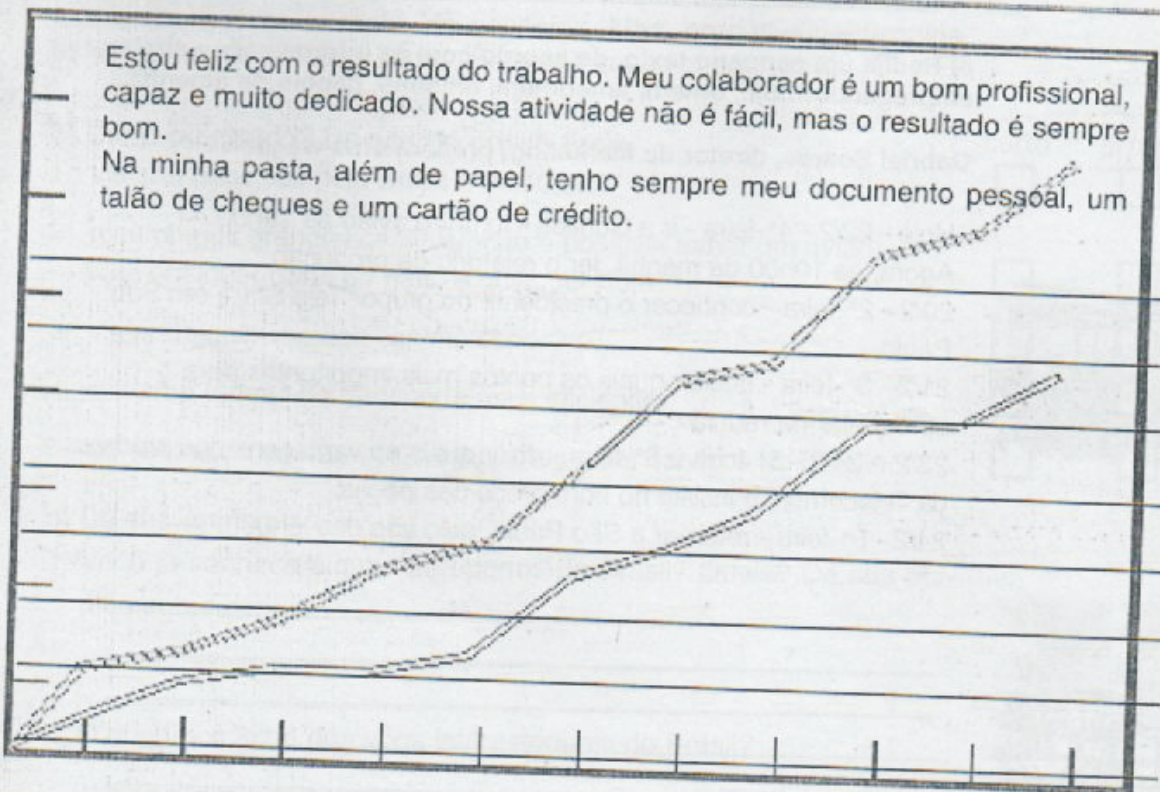 Estou feliz com o resultado do trabalho. Meu colaborador é um bom profissional,
capaz e muito dedicado. Nossa atividade não é fácil, mas o resultado é sempre
bom.
Na minha pasta, além de papel, tenho sempre meu documento pessoal, um
talão de cheques e um cartão de crédito.